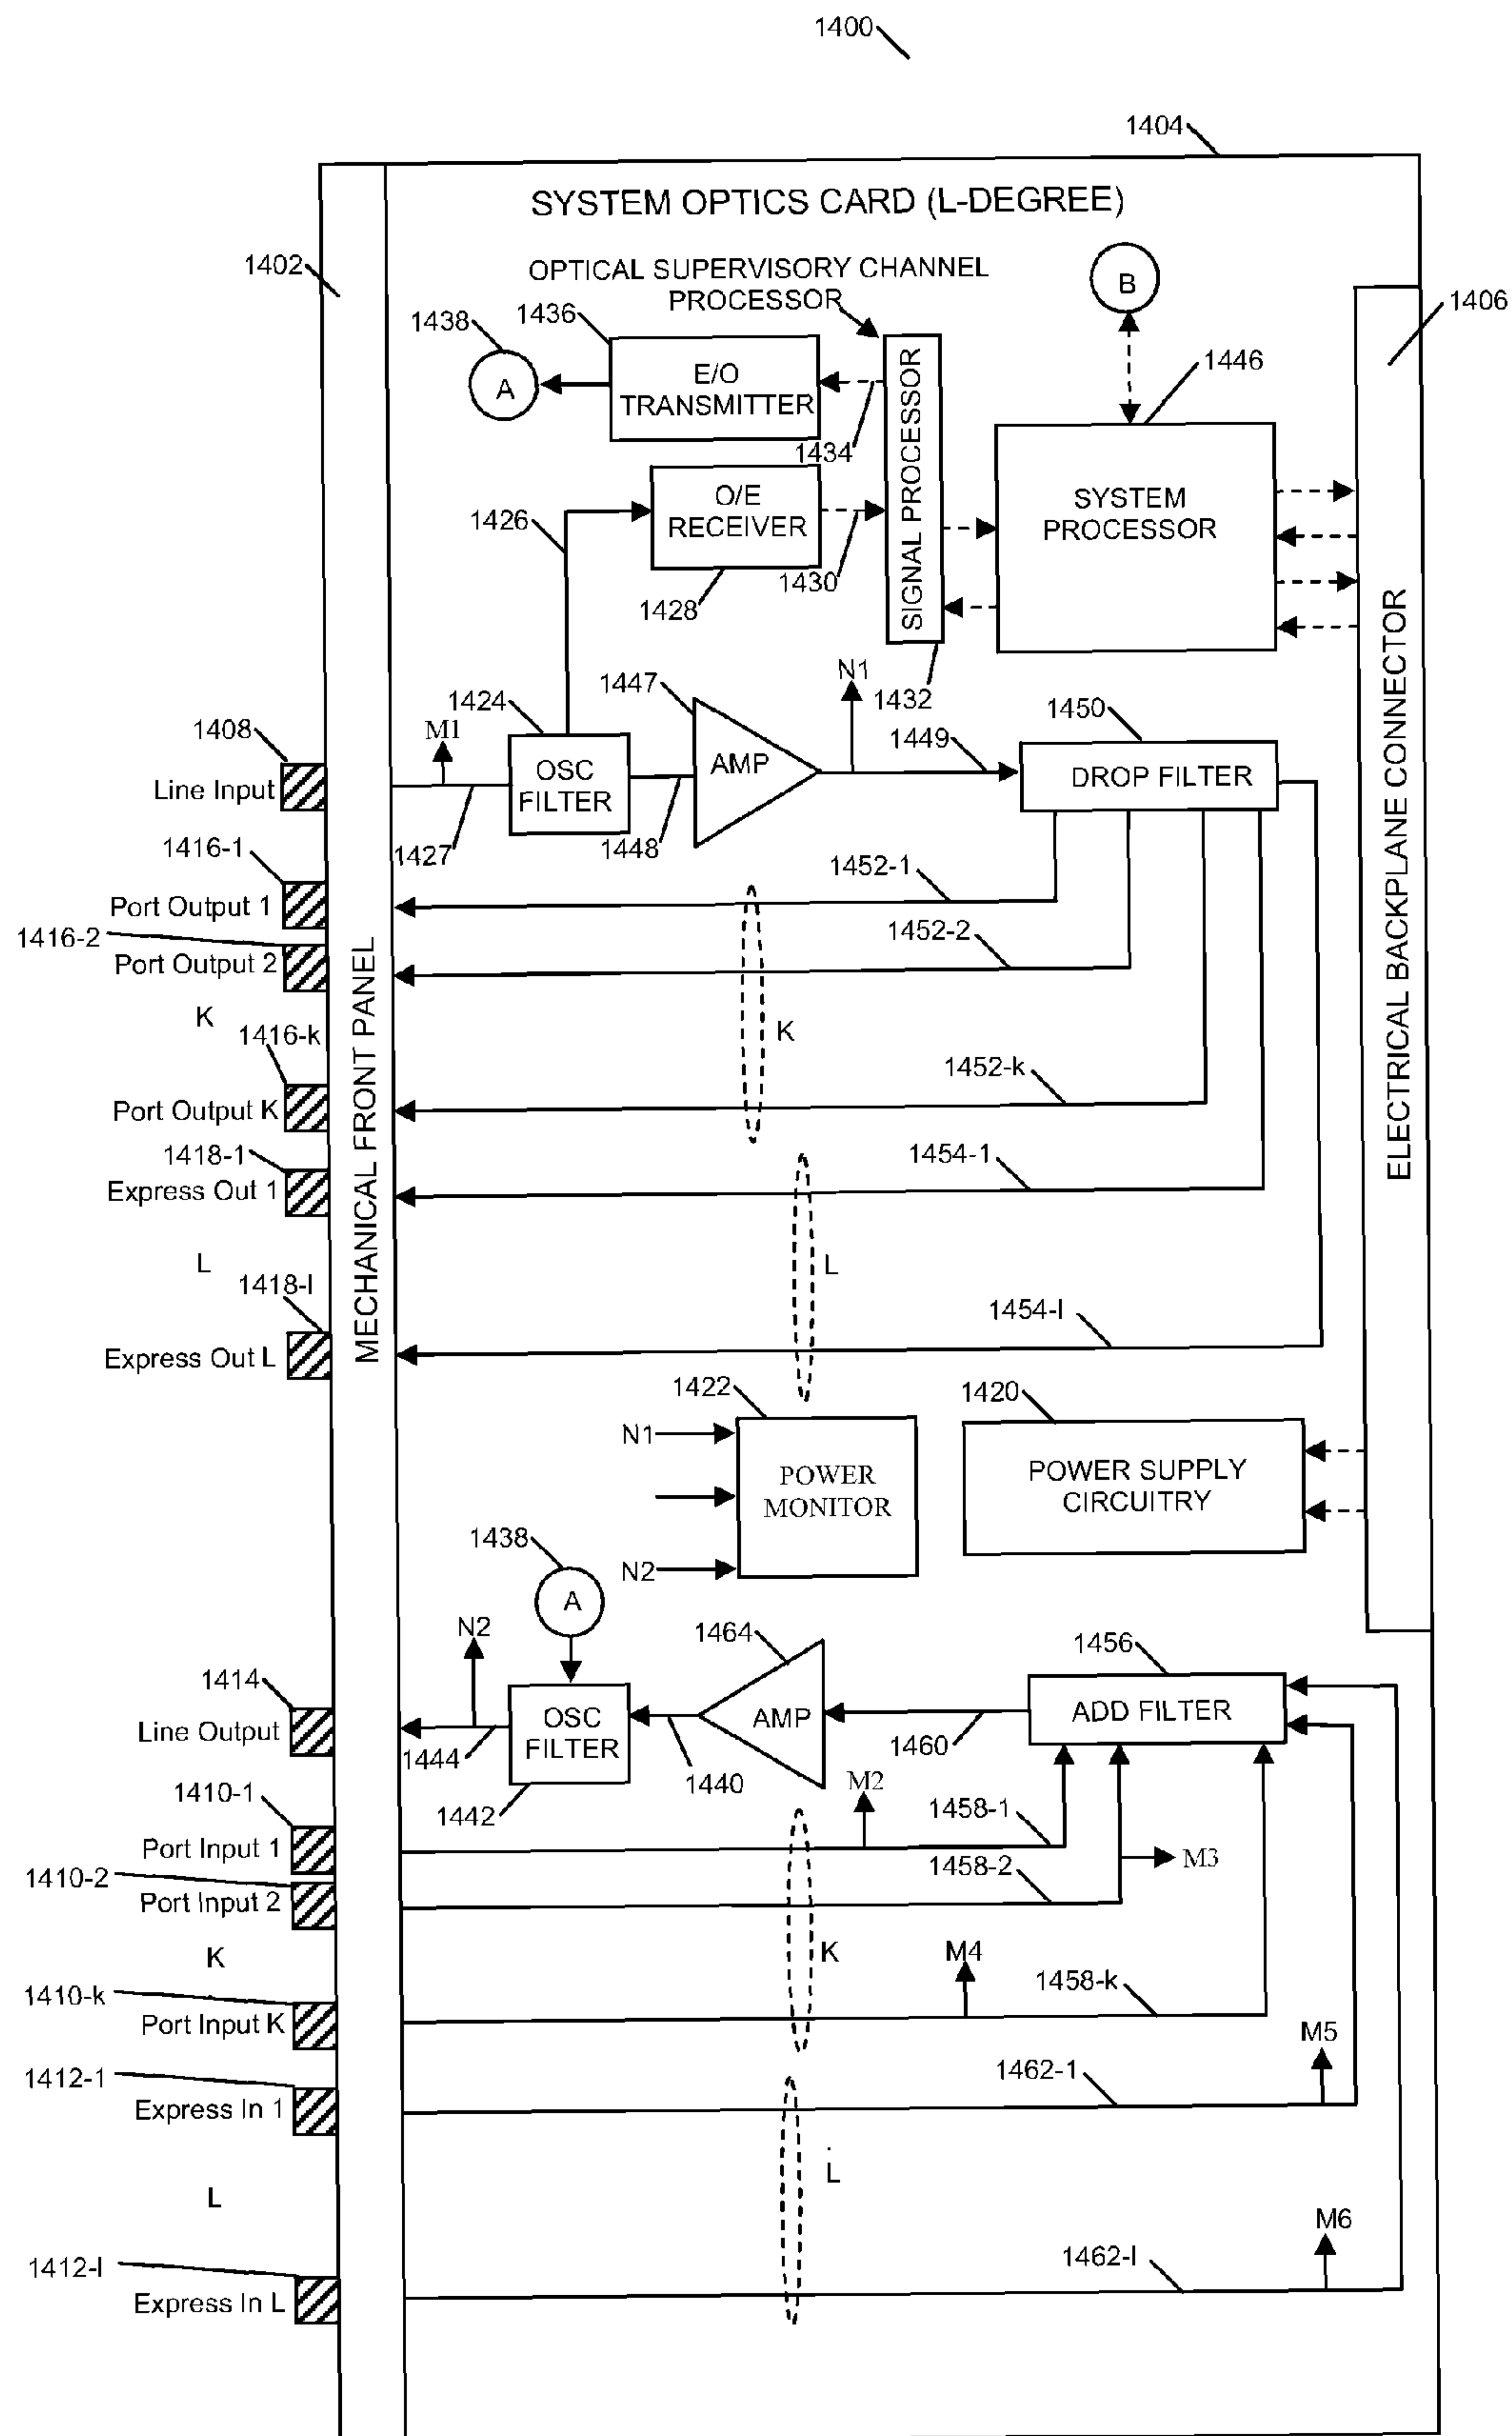 1400
1404
SYSTEM OPTICS CARD (L-DEGREE)
1402
OPTICAL SUPERVISORY CHANNEL
PROCESSOR
B
1406
1438
1436
1446
A
E/O
TRANSMITTER
1434
SIGNAL PROCESSOR
SYSTEM
PROCESSOR
1426
O/E
RECEIVER
1430
1428
ELECTRICAL BACKPLANE CONNECTOR
1447
N1
1432
1424
1408
M1
1449
1450
Line Input
OSC
FILTER
AMP
DROP FILTER
1427
1448
1416-1
1452-1
Port Output 1
1416-2
1452-2
Port Output 2
MECHANICAL FRONT PANEL
K
1416-k
K
1452-k
Port Output K
1418-1
1454-1
Express Out 1
L
L
1418-l
1454-l
Express Out L
1422
1420
N1
POWER
MONITOR
POWER SUPPLY
CIRCUITRY
1438
N2
A
N2
1464
1456
1414
Line Output
OSC
FILTER
AMP
ADD FILTER
1444
1460
1440
1442
M2
1410-1
1458-1
Port Input 1
M3
1410-2
1458-2
Port Input 2
K
K
M4
1410-k
1458-k
Port Input K
M5
1412-1
1462-1
Express In 1
L
L
M6
1412-l
1462-l
Express In L